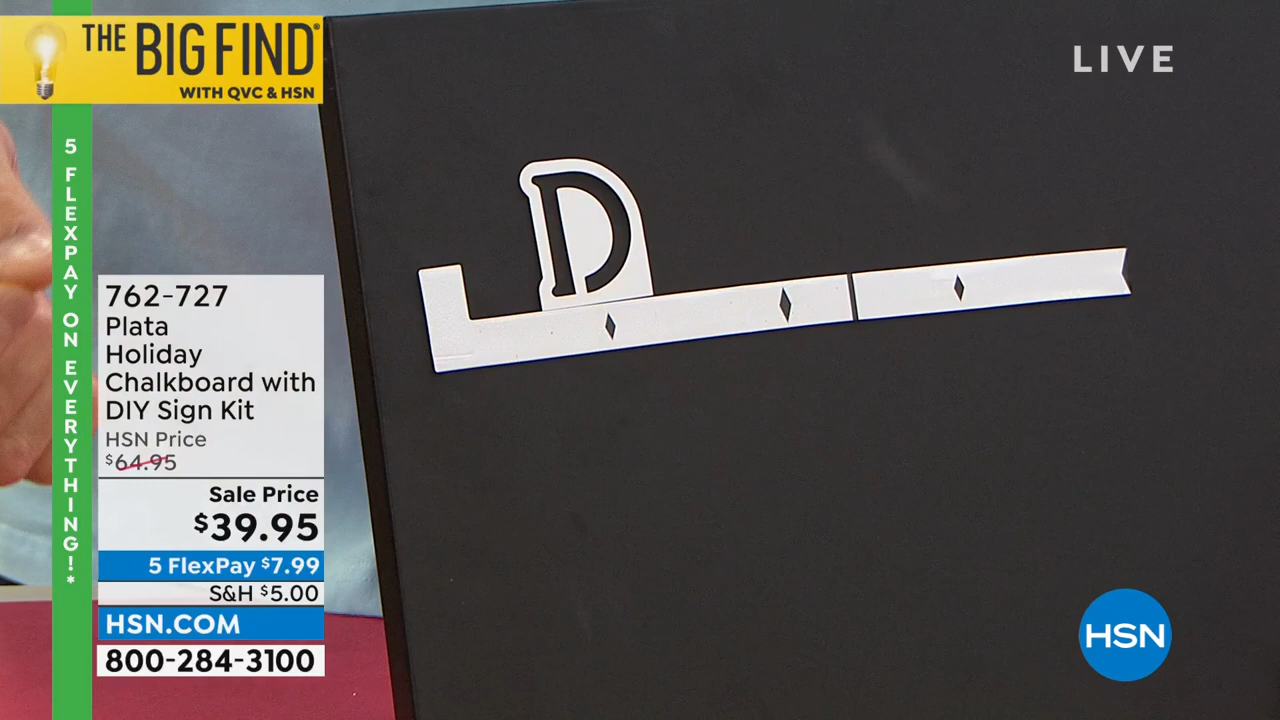 THE BIG FIND®
WITH QVC & HSN
LIVE
5 FLEXPAY ON EVERYTHING!*
D
762-727
Plata
Holiday
Chalkboard with
DIY Sign Kit
HSN Price
$64.95
Sale Price
$39.95
5 FlexPay $7.99
S&H $5.00
HSN.COM
800-284-3100
HSN